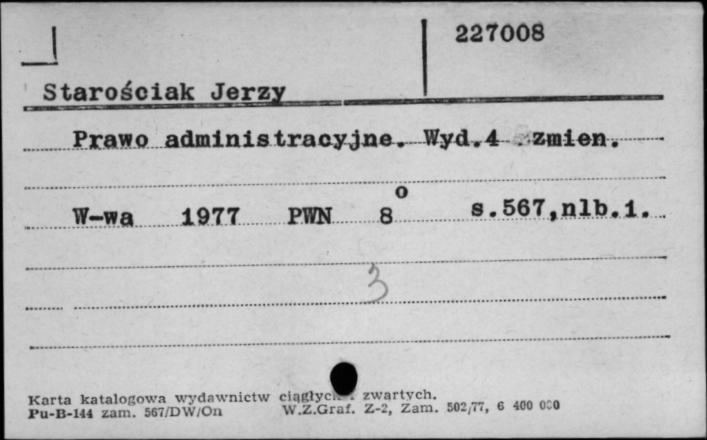 227008
Starościak Jerzy
Prawo administracyjne. Wyd.4 zmien.
W-wa 1977 PWN 8° s.567,nlb.1.
3
Karta katalogowa wydawnictw ciągłych i zwartych.
Pu-B-144 zam. 567/DW/On W.Z.Graf. Z-2, Zam. 502/77, 6 400 000